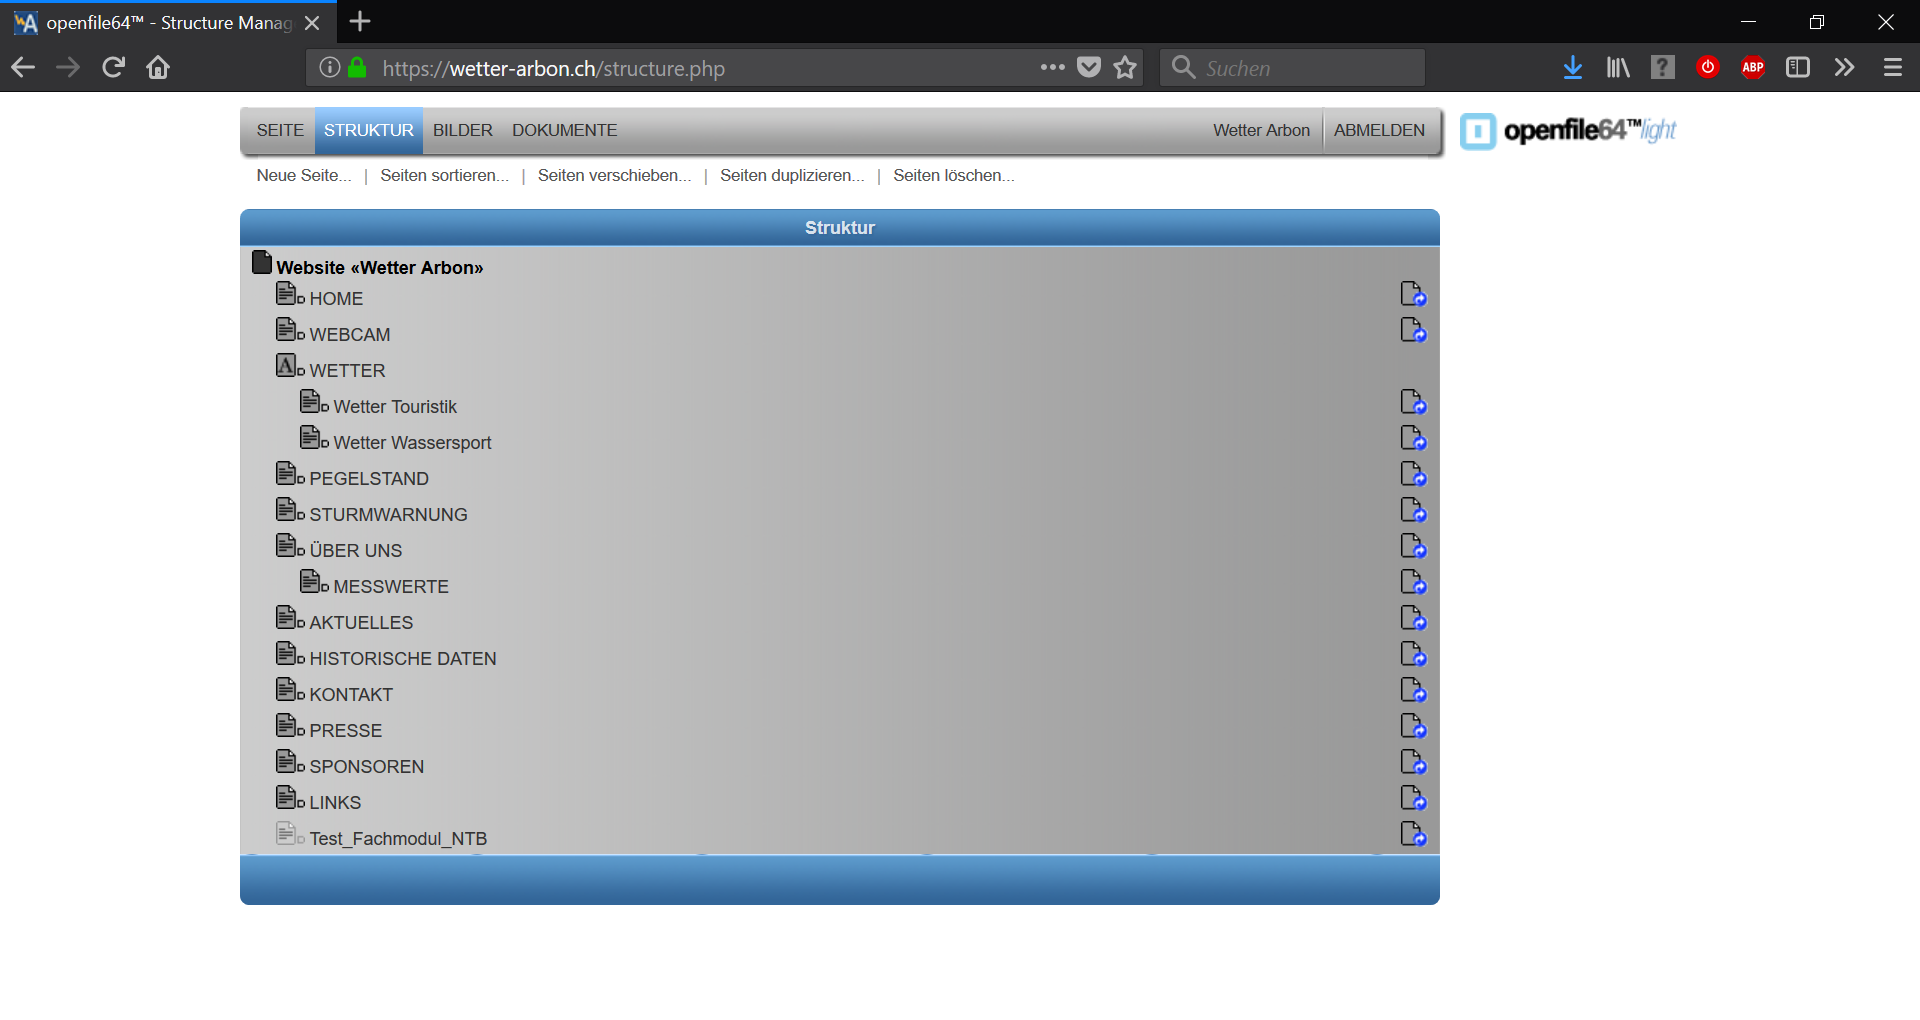 openfile64™ - Structure Manag
https://wetter-arbon.ch/structure.php
Suchen
ABP
SEITE STRUKTUR BILDER DOKUMENTE Wetter Arbon ABMELDEN
openfile64™light
Neue Seite... | Seiten sortieren... | Seiten verschieben... | Seiten duplizieren... | Seiten löschen...
Struktur
Website «Wetter Arbon»
HOME
WEBCAM
WETTER
Wetter Touristik
Wetter Wassersport
PEGELSTAND
STURMWARNUNG
ÜBER UNS
MESSWERTE
AKTUELLES
HISTORISCHE DATEN
KONTAKT
PRESSE
SPONSOREN
LINKS
Test_Fachmodul_NTB